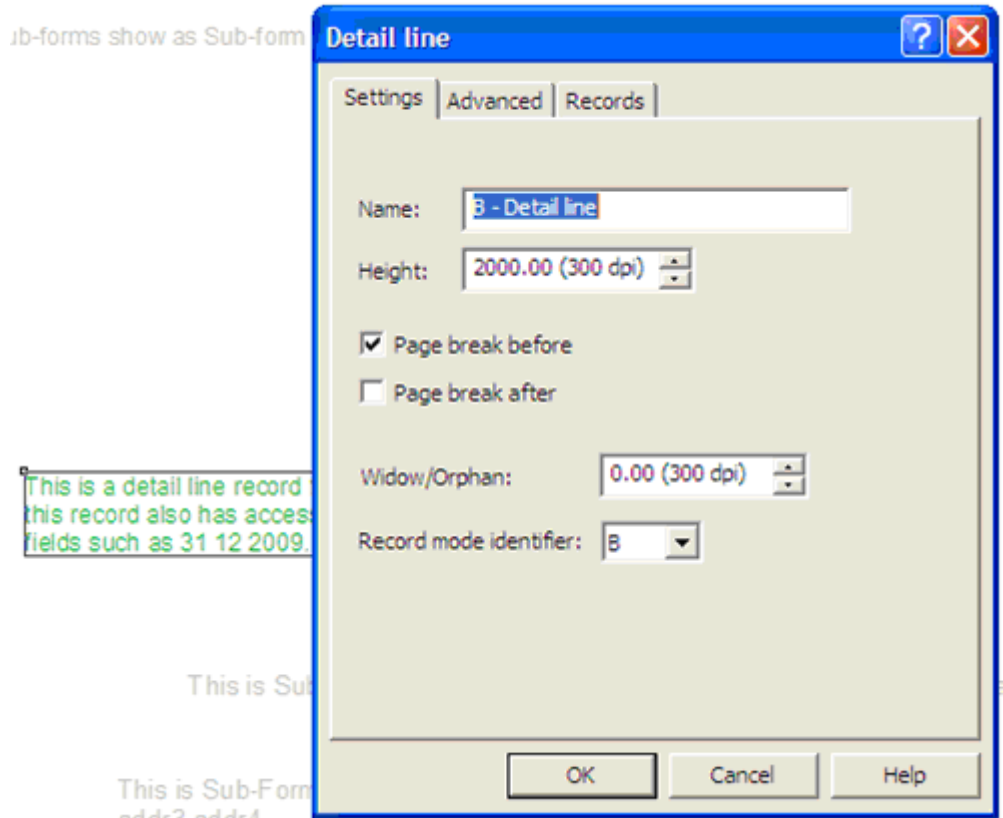 ub-forms show as Sub-form
Detail line
Settings Advanced Records
Name: B - Detail line
Height: 2000.00 (300 dpi)
Page break before
Page break after
Widow/Orphan: 0.00 (300 dpi)
Record mode identifier: B
This is a detail line record
this record also has access
fields such as 31 12 2009.
This is Sub
This is Sub-Form
addr3 addr4
OK Cancel Help